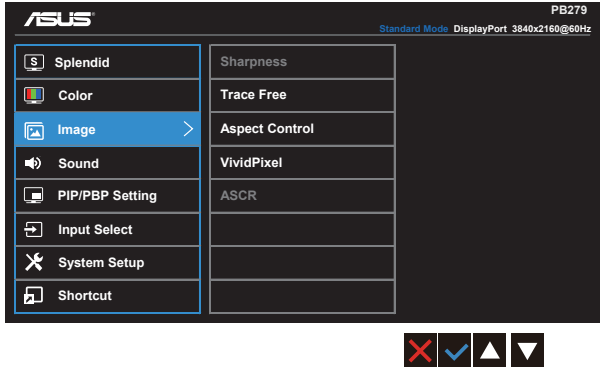 ASUS
PB279
Standard Mode DisplayPort 3840x2160@60Hz
S Splendid
Color
Image
Sound
PIP/PBP Setting
Input Select
System Setup
Shortcut
Sharpness
Trace Free
Aspect Control
VividPixel
ASCR